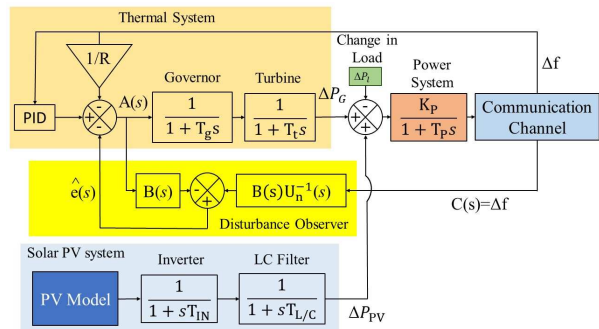 Thermal System
1/R
Change in
Load
ΔP_l
Δf
Governor
Turbine
Power
System
A(s)
ΔP_G
PID
1
1 + T_g s
1
1 + T_t s
K_P
1 + T_P s
Communication
Channel
ê(s)
B(s)
B(s)U_n^{-1}(s)
C(s)=Δf
Disturbance Observer
Solar PV system
Inverter
LC Filter
PV Model
1
1 + sT_IN
1
1 + sT_L/C
ΔP_PV